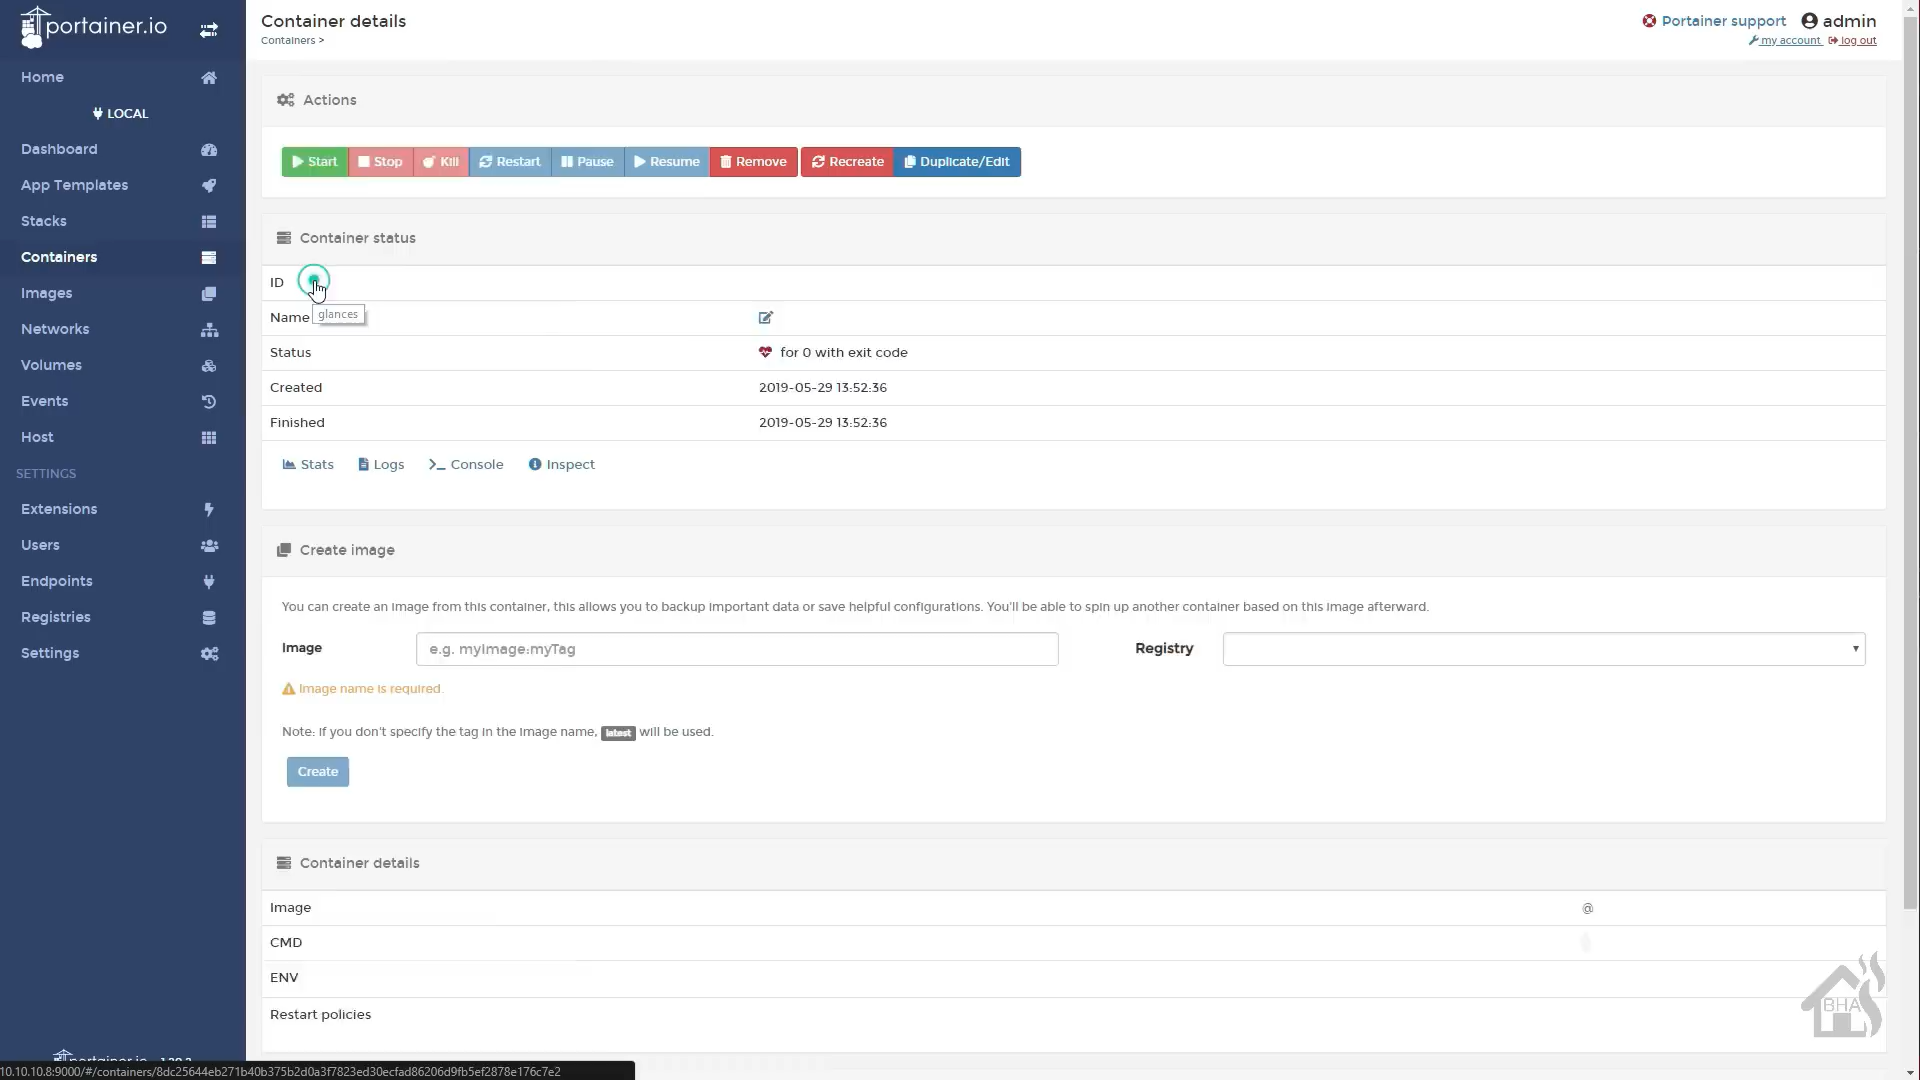 portainer.io
Container details
Containers >
Portainer support
admin
my account
log out
Home
LOCAL
Dashboard
App Templates
Stacks
Containers
Images
Networks
Volumes
Events
Host
SETTINGS
Extensions
Users
Endpoints
Registries
Settings
Actions
Start Stop Kill Restart Pause Resume Remove Recreate Duplicate/Edit
Container status
ID
glances
Name
Status for 0 with exit code
Created 2019-05-29 13:52:36
Finished 2019-05-29 13:52:36
Stats Logs Console Inspect
Create image
You can create an image from this container, this allows you to backup important data or save helpful configurations. You'll be able to spin up another container based on this image afterward.
Image e.g. myImage:myTag Registry
Image name is required.
Note: if you don't specify the tag in the image name, latest will be used.
Create
Container details
Image @
CMD
ENV
Restart policies
BHA
10.10.10.8:9000/#/containers/8dc25644eb271b40b375b2d0a3f7823ed30ecfad86206d9fb5ef2878e176c7e2